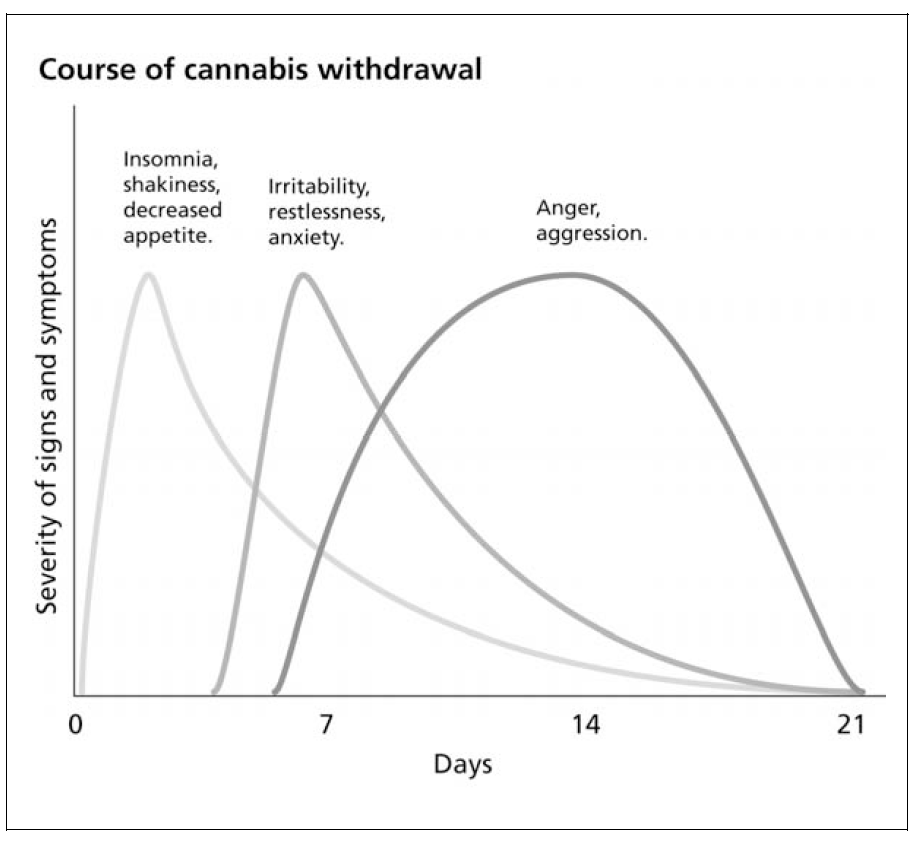 Course of cannabis withdrawal
Insomnia,
shakiness,
decreased
appetite.
Irritability,
restlessness,
anxiety.
Anger,
aggression.
Severity of signs and symptoms
0 7 14 21
Days